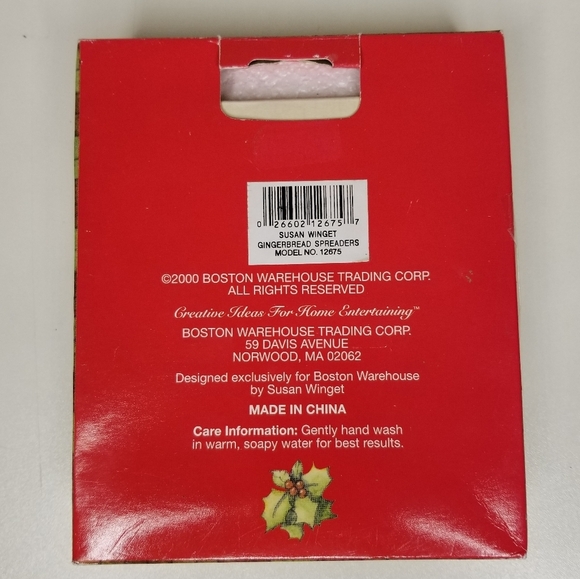 0 26602 12675 7
SUSAN WINGET
GINGERBREAD SPREADERS
MODEL NO. 12675
©2000 BOSTON WAREHOUSE TRADING CORP.
ALL RIGHTS RESERVED
Creative Ideas For Home Entertaining™
BOSTON WAREHOUSE TRADING CORP.
59 DAVIS AVENUE
NORWOOD, MA 02062
Designed exclusively for Boston Warehouse
by Susan Winget
MADE IN CHINA
Care Information: Gently hand wash
in warm, soapy water for best results.